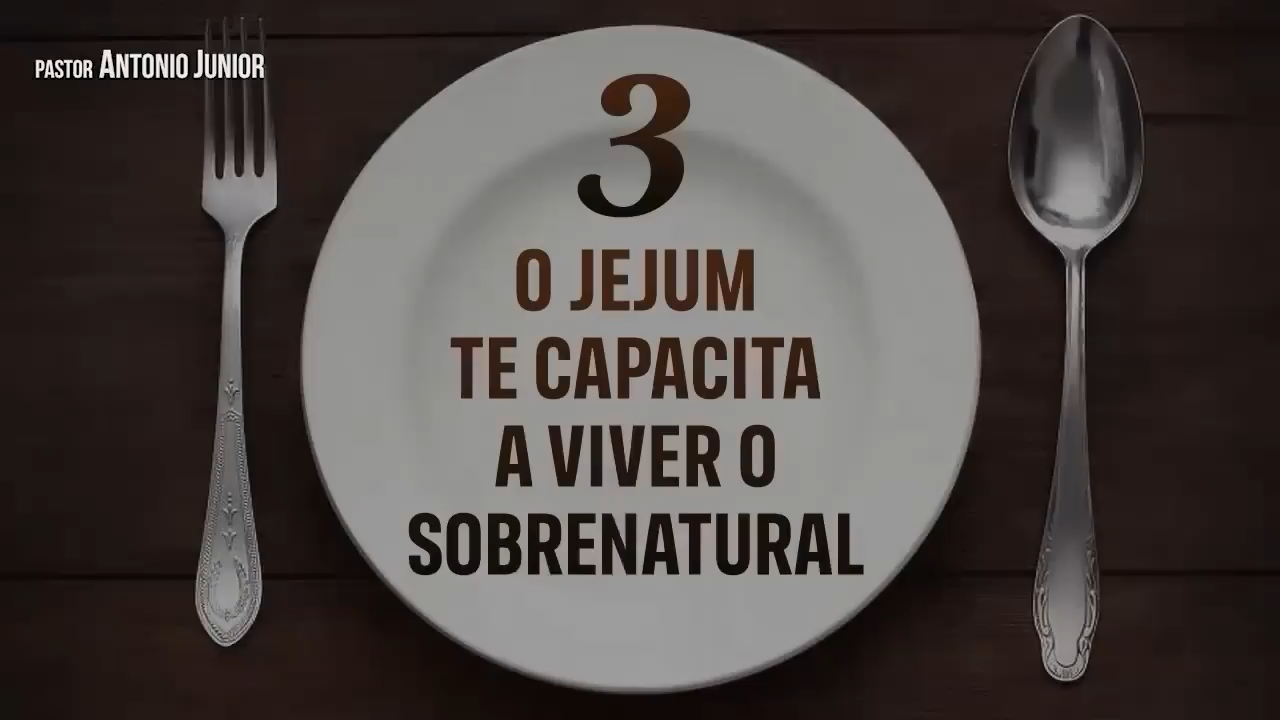 PASTOR ANTONIO JUNIOR
3
O JEJUM
TE CAPACITA
A VIVER O
SOBRENATURAL